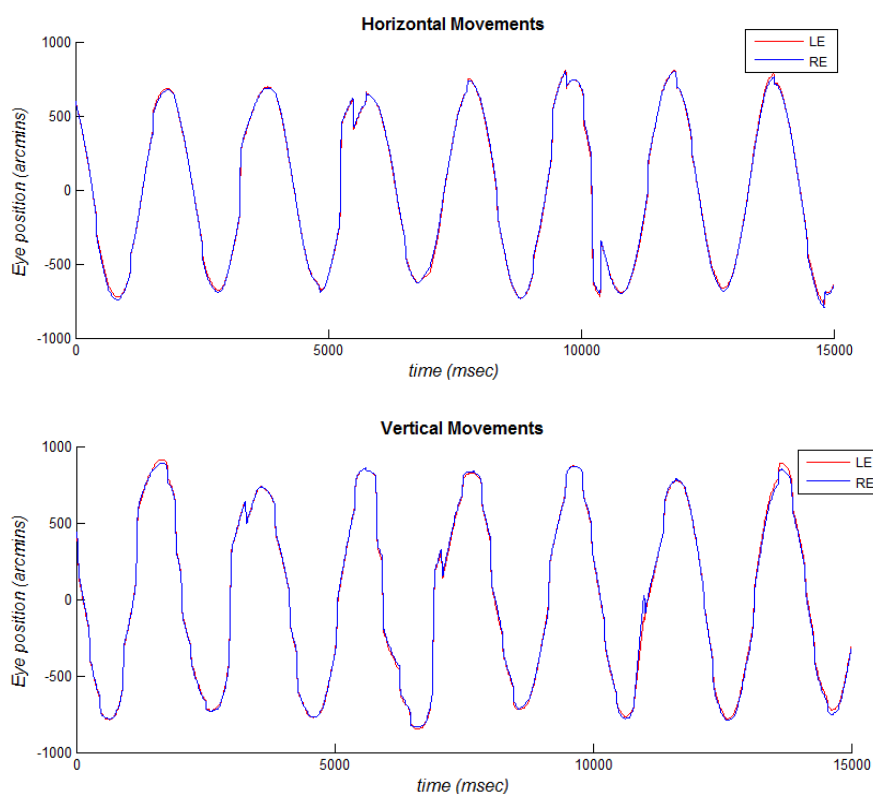 Horizontal Movements
LE
RE
1000
500
0
-500
-1000
Eye position (arcmins)
0
5000
10000
15000
time (msec)
Vertical Movements
LE
RE
1000
500
0
-500
-1000
Eye position (arcmins)
0
5000
10000
15000
time (msec)